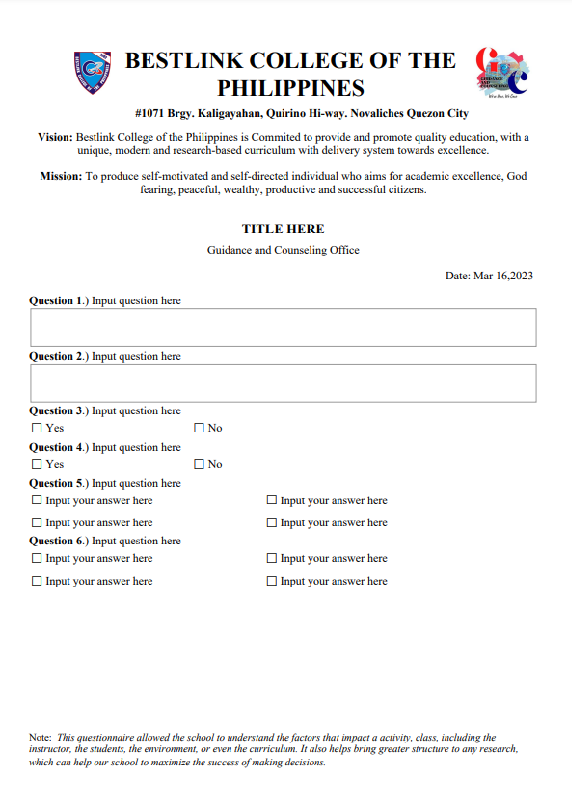 BESTLINK COLLEGE OF THE
PHILIPPINES
#1071 Brgy. Kaligayahan, Quirino Hi-way. Novaliches Quezon City
Vision: Bestlink College of the Philippines is Commited to provide and promote quality education, with a
unique, modern and research-based curriculum with delivery system towards excellence.
Mission: To produce self-motivated and self-directed individual who aims for academic excellence, God
fearing, peaceful, wealthy, productive and successful citizens.
TITLE HERE
Guidance and Counseling Office
Date: Mar 16,2023
Question 1.) Input question here
Question 2.) Input question here
Question 3.) Input question here
Yes No
Question 4.) Input question here
Yes No
Question 5.) Input question here
Input your answer here Input your answer here
Input your answer here Input your answer here
Question 6.) Input question here
Input your answer here Input your answer here
Input your answer here Input your answer here
Note: This questionnaire allowed the school to understand the factors that impact a activity, class, including the
instructor, the students, the environment, or even the curriculum. It also helps bring greater structure to any research,
which can help our school to maximize the success of making decisions.